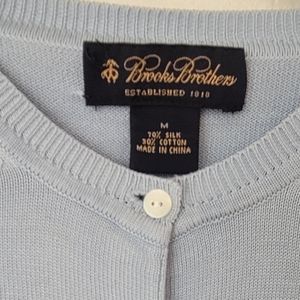 Brooks Brothers
ESTABLISHED 1818
M
70% SILK
30% COTTON
MADE IN CHINA